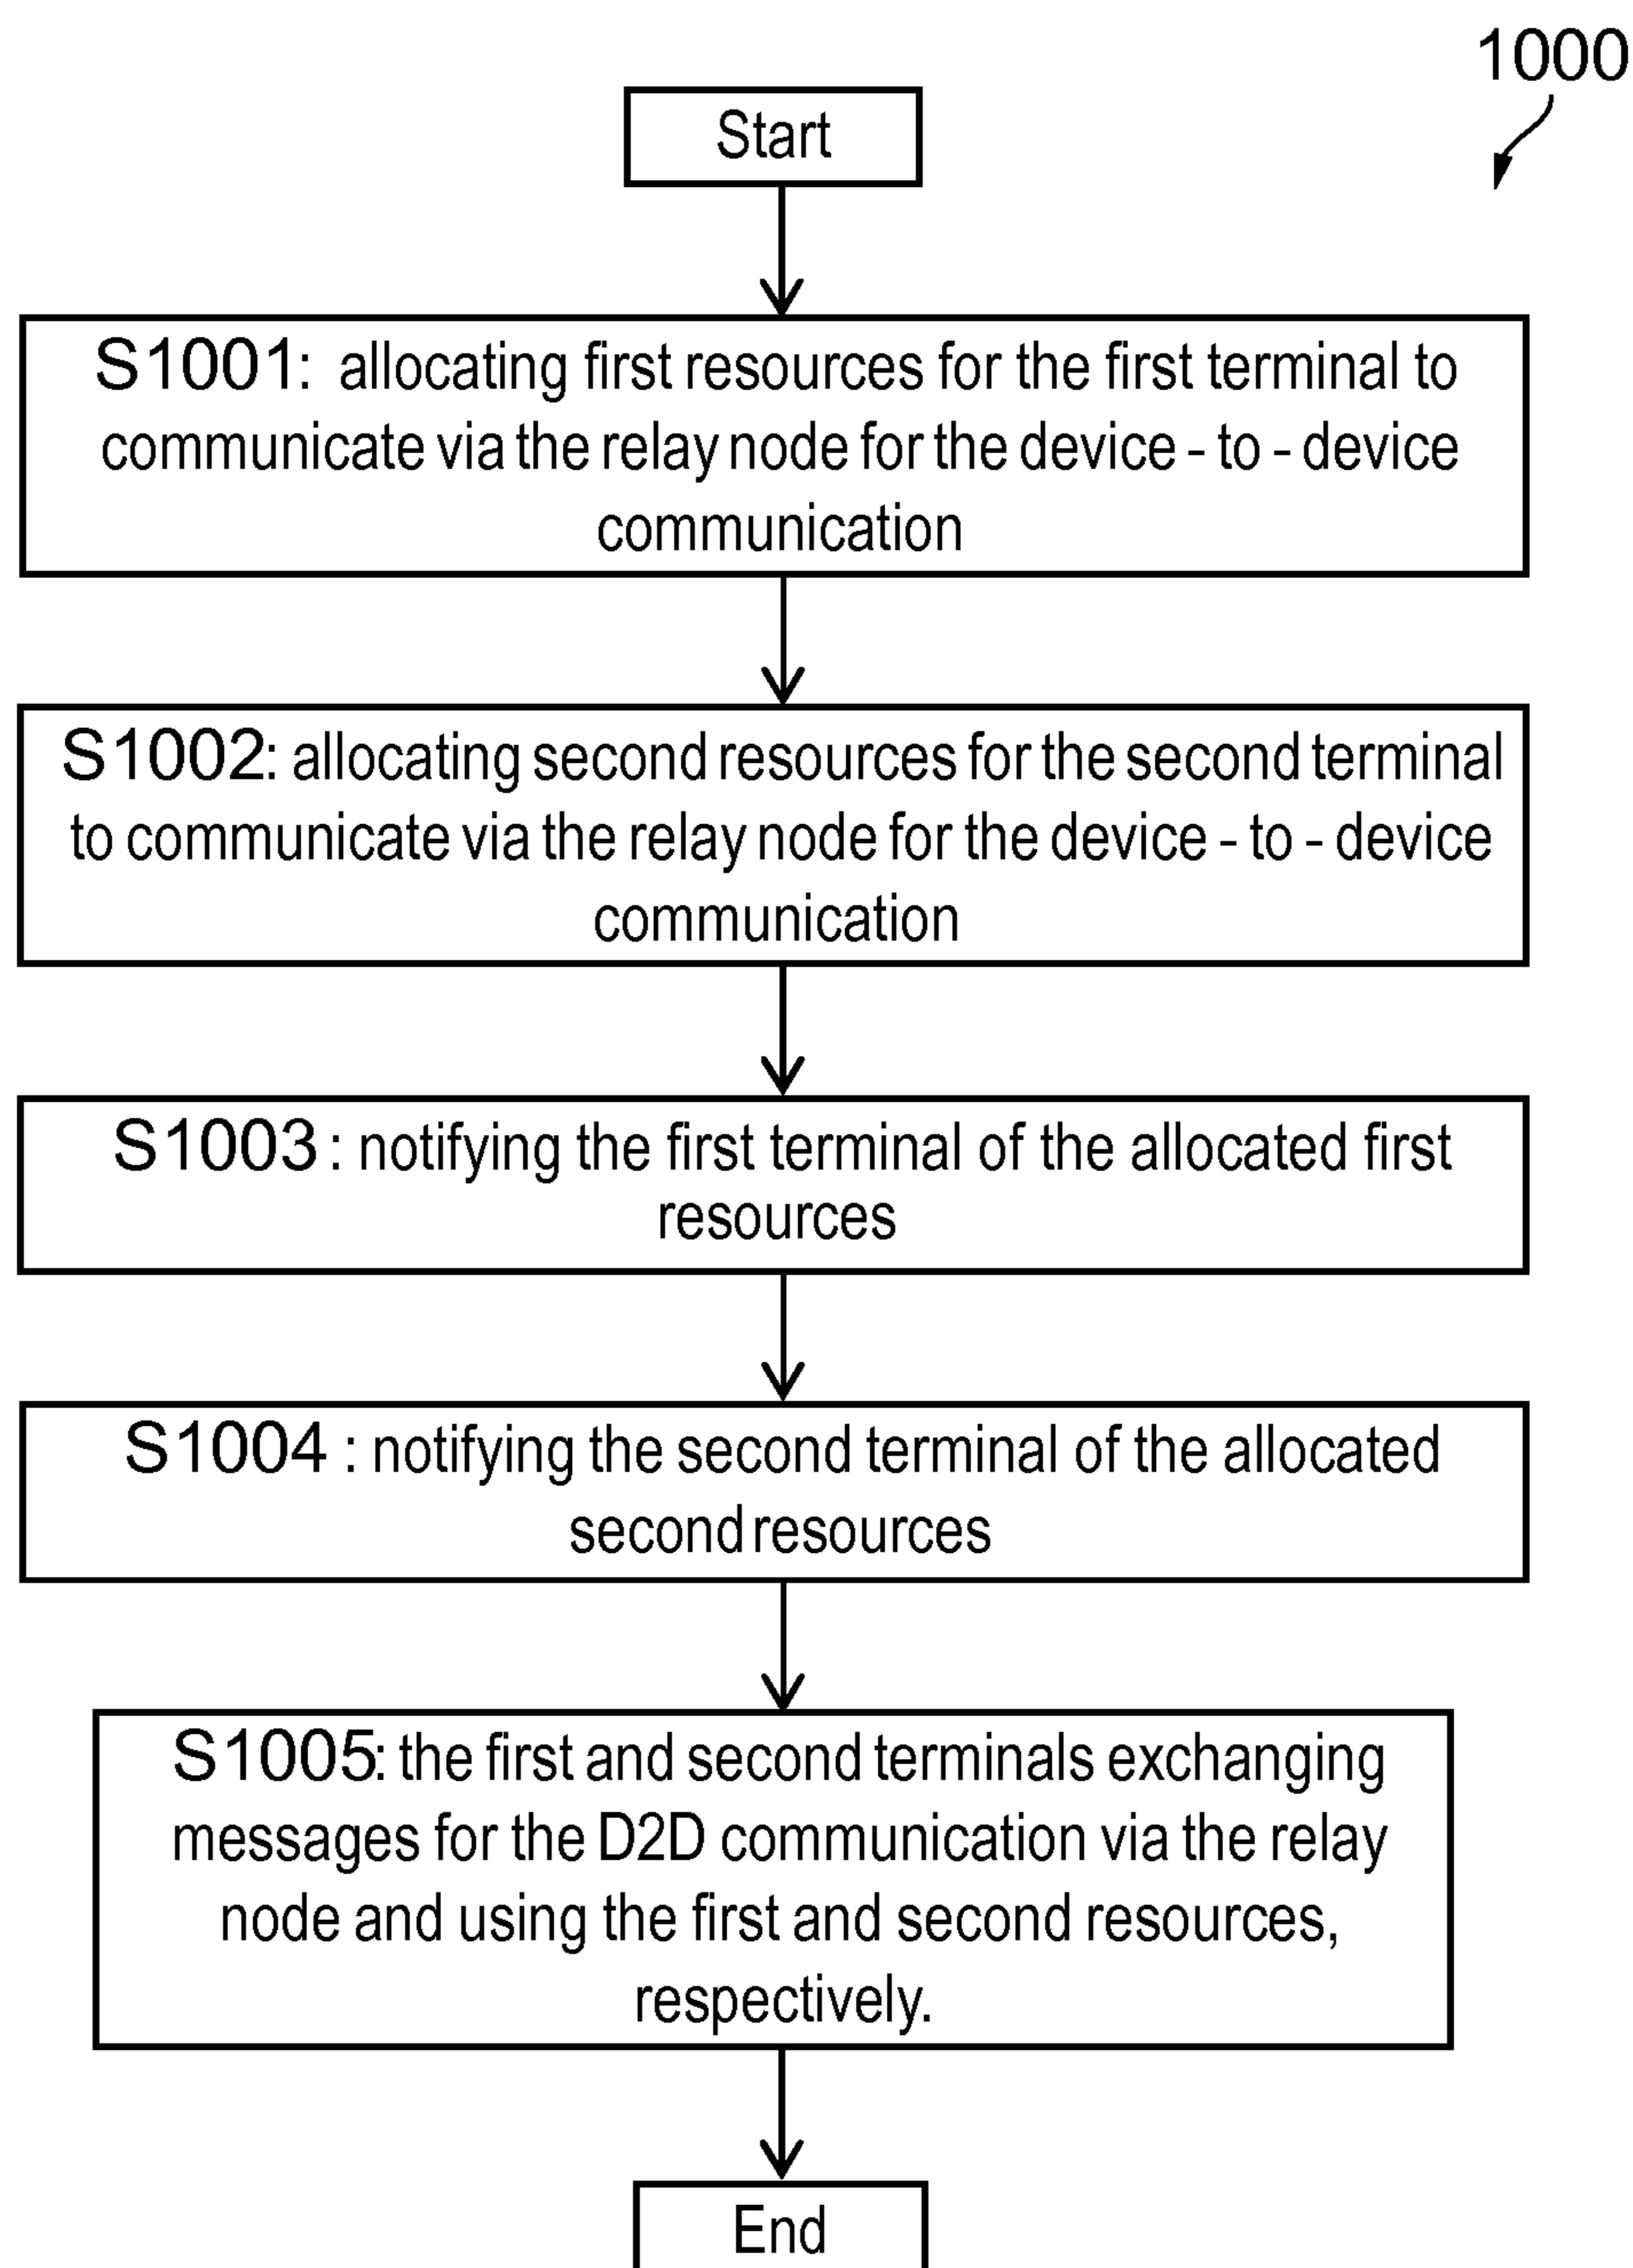 1000
Start
S1001: allocating first resources for the first terminal to
communicate via the relay node for the device - to - device
communication
S1002: allocating second resources for the second terminal
to communicate via the relay node for the device - to - device
communication
S1003 : notifying the first terminal of the allocated first
resources
S1004 : notifying the second terminal of the allocated
second resources
S1005: the first and second terminals exchanging
messages for the D2D communication via the relay
node and using the first and second resources,
respectively.
End